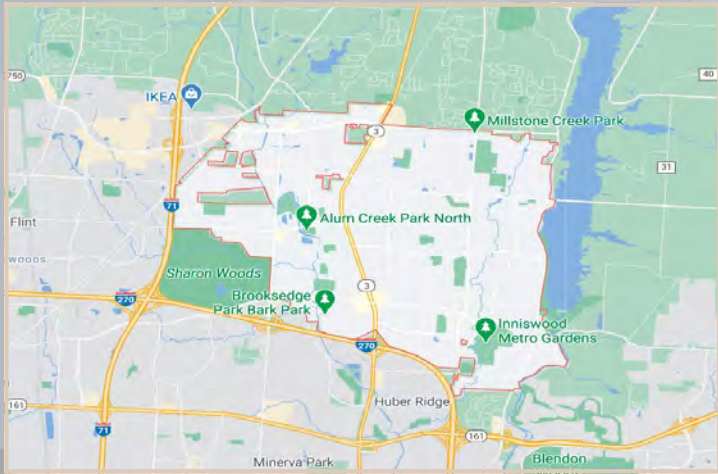 750
40
IKEA
3
Millstone Creek Park
31
71
Flint
Alum Creek Park North
WOODS
Sharon Woods
3
270
Brooksedge
Park Bark Park
Inniswood
Metro Gardens
270
161
Huber Ridge
71
161
Minerva Park
Blendon